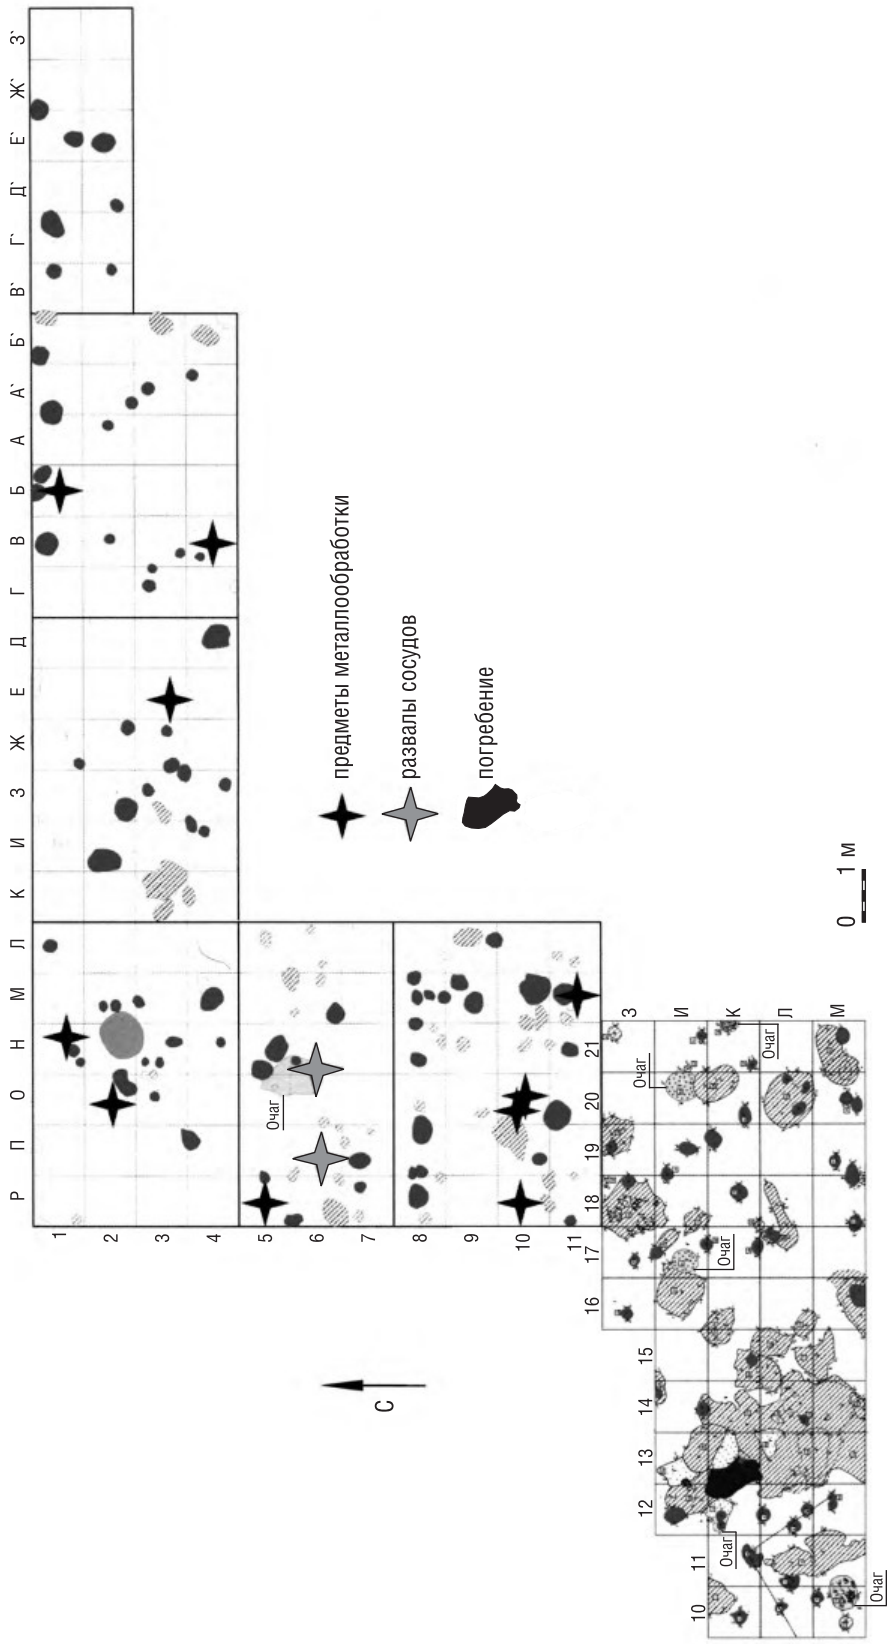 Р П О Н М Л К И З Ж Е Д Г В Б А А` Б` В` Г` Д` Е` Ж` З`
1
2
3
4
5
6
7
8
9
10
11
Очаг
предметы металлообработки
развалы сосудов
погребение
С
0 1 м
10 11 12 13 14 15 16 17 18 19 20 21
З
И
К
Л
М
Очаг
Очаг
Очаг
Очаг
Очаг